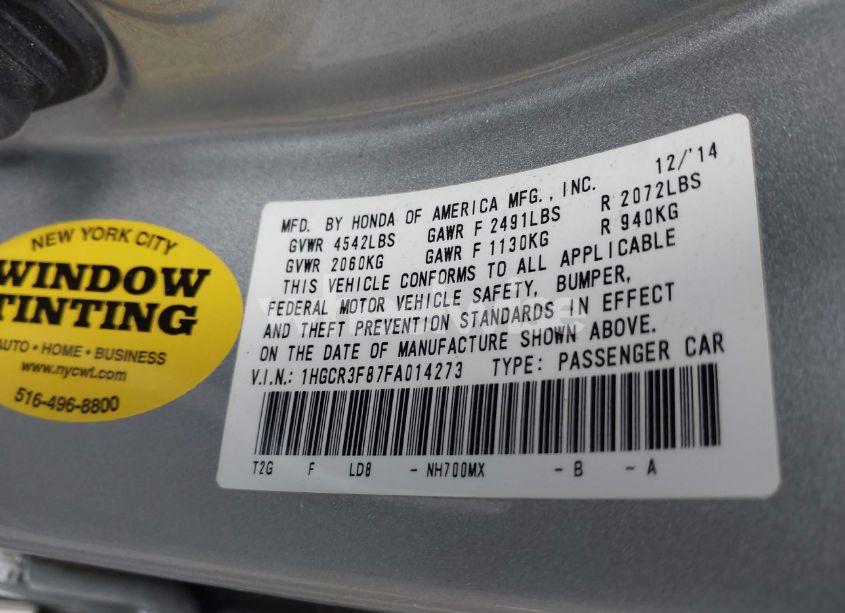 NEW YORK CITY
WINDOW
TINTING
AUTO • HOME • BUSINESS
www.nycwt.com
516-496-8800
12/'14
MFD. BY HONDA OF AMERICA MFG., INC.
GVWR 4542LBS GAWR F 2491LBS R 2072LBS
GVWR 2060KG GAWR F 1130KG R 940KG
THIS VEHICLE CONFORMS TO ALL APPLICABLE
FEDERAL MOTOR VEHICLE SAFETY, BUMPER,
AND THEFT PREVENTION STANDARDS IN EFFECT
ON THE DATE OF MANUFACTURE SHOWN ABOVE.
V.I.N.: 1HGCR3F87FA014273 TYPE: PASSENGER CAR
T2G F LD8 - NH700MX - B - A